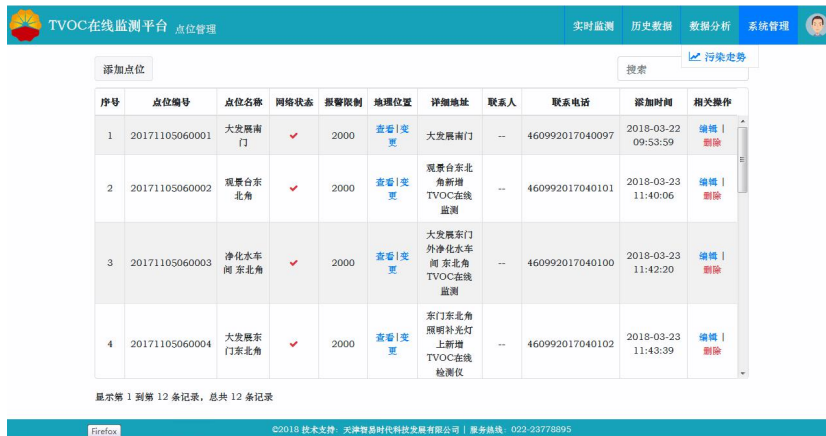 TVOC在线监测平台 点位管理
实时监测 历史数据 数据分析 系统管理
污染走势
添加点位 搜索
序号 点位编号 点位名称 网络状态 报警限制 地理位置 详细地址 联系人 联系电话 添加时间 相关操作
1 20171105060001 大发展南门 2000 查看|变更 大发展南门 -- 460992017040097 2018-03-22 09:53:59 编辑 | 删除
2 20171105060002 观景台东北角 2000 查看|变更 观景台东北角新增TVOC在线监测 -- 460992017040101 2018-03-23 11:40:06 编辑 | 删除
3 20171105060003 净化水车间 东北角 2000 查看|变更 大发展东门外净化水车间 东北角TVOC在线监测 -- 460992017040100 2018-03-23 11:42:20 编辑 | 删除
4 20171105060004 大发展东门东北角 2000 查看|变更 东门东北角照明补光灯上新增TVOC在线检测仪 -- 460992017040102 2018-03-23 11:43:39 编辑 | 删除
显示第 1 到第 12 条记录，总共 12 条记录
Firefox
©2018 技术支持: 天津智易时代科技发展有限公司 | 服务热线: 022-23778895